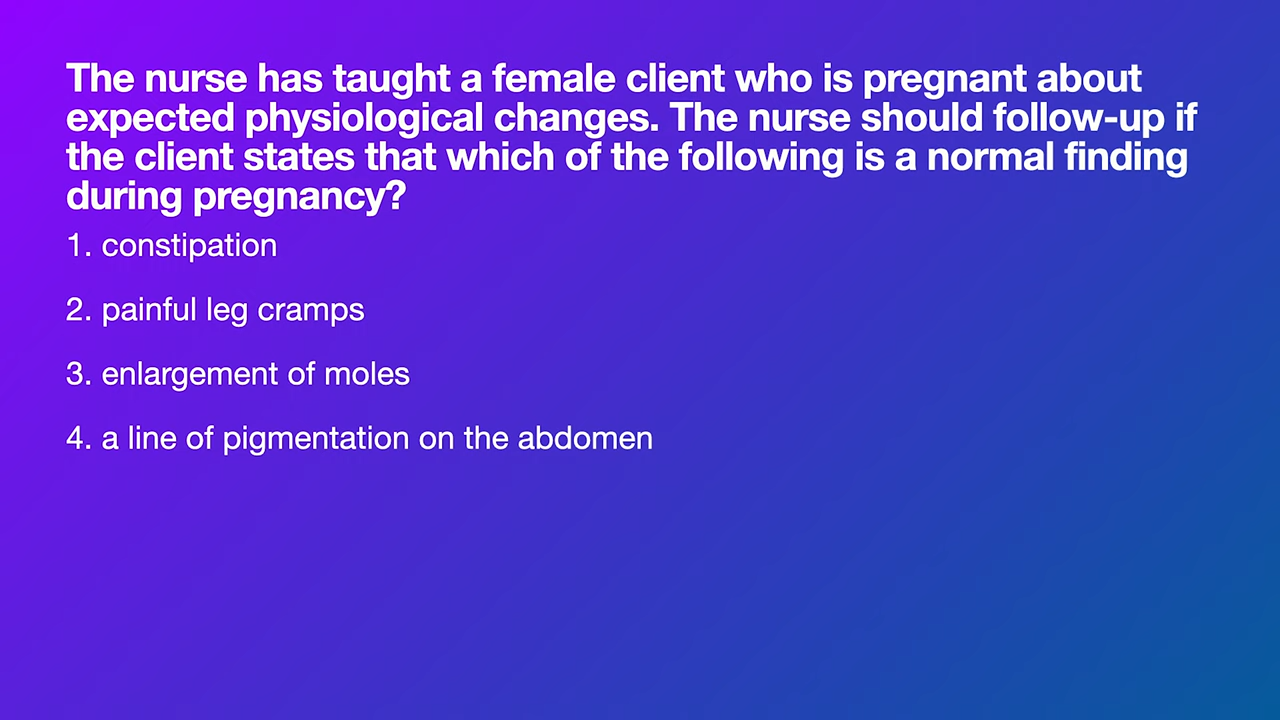 The nurse has taught a female client who is pregnant about
expected physiological changes. The nurse should follow-up if
the client states that which of the following is a normal finding
during pregnancy?
1. constipation
2. painful leg cramps
3. enlargement of moles
4. a line of pigmentation on the abdomen